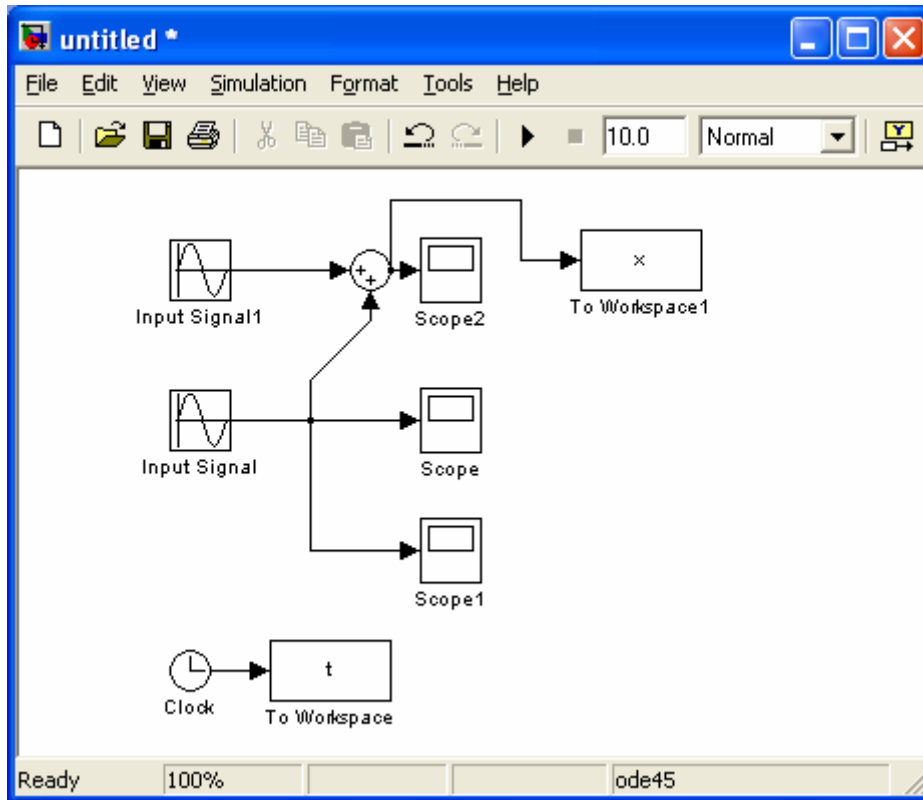 untitled *
File Edit View Simulation Format Tools Help
10.0 Normal
Y
x
+
+
Input Signal1
Scope2
To Workspace1
Input Signal
Scope
Scope1
t
Clock
To Workspace
Ready 100% ode45